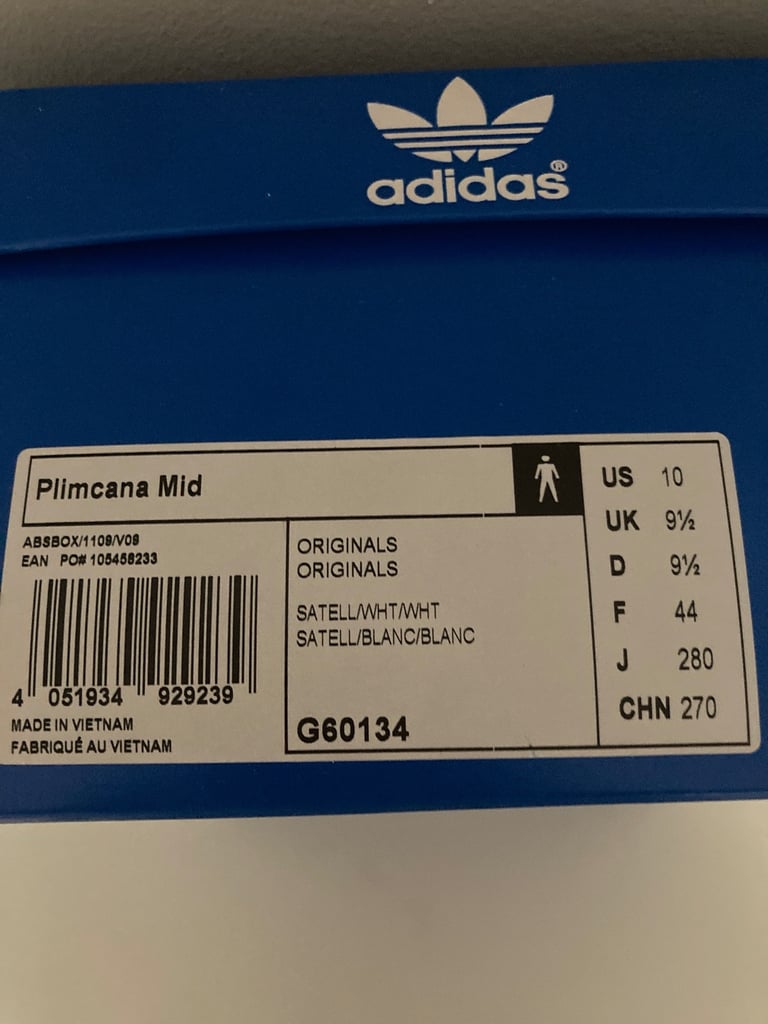 adidas®
Plimcana Mid
ABSBOX/1109/V09
EAN PO# 105458233
4 051934 929239
MADE IN VIETNAM
FABRIQUÉ AU VIETNAM
ORIGINALS
ORIGINALS
SATELL/WHT/WHT
SATELL/BLANC/BLANC
G60134
US 10
UK 9½
D 9½
F 44
J 280
CHN 270